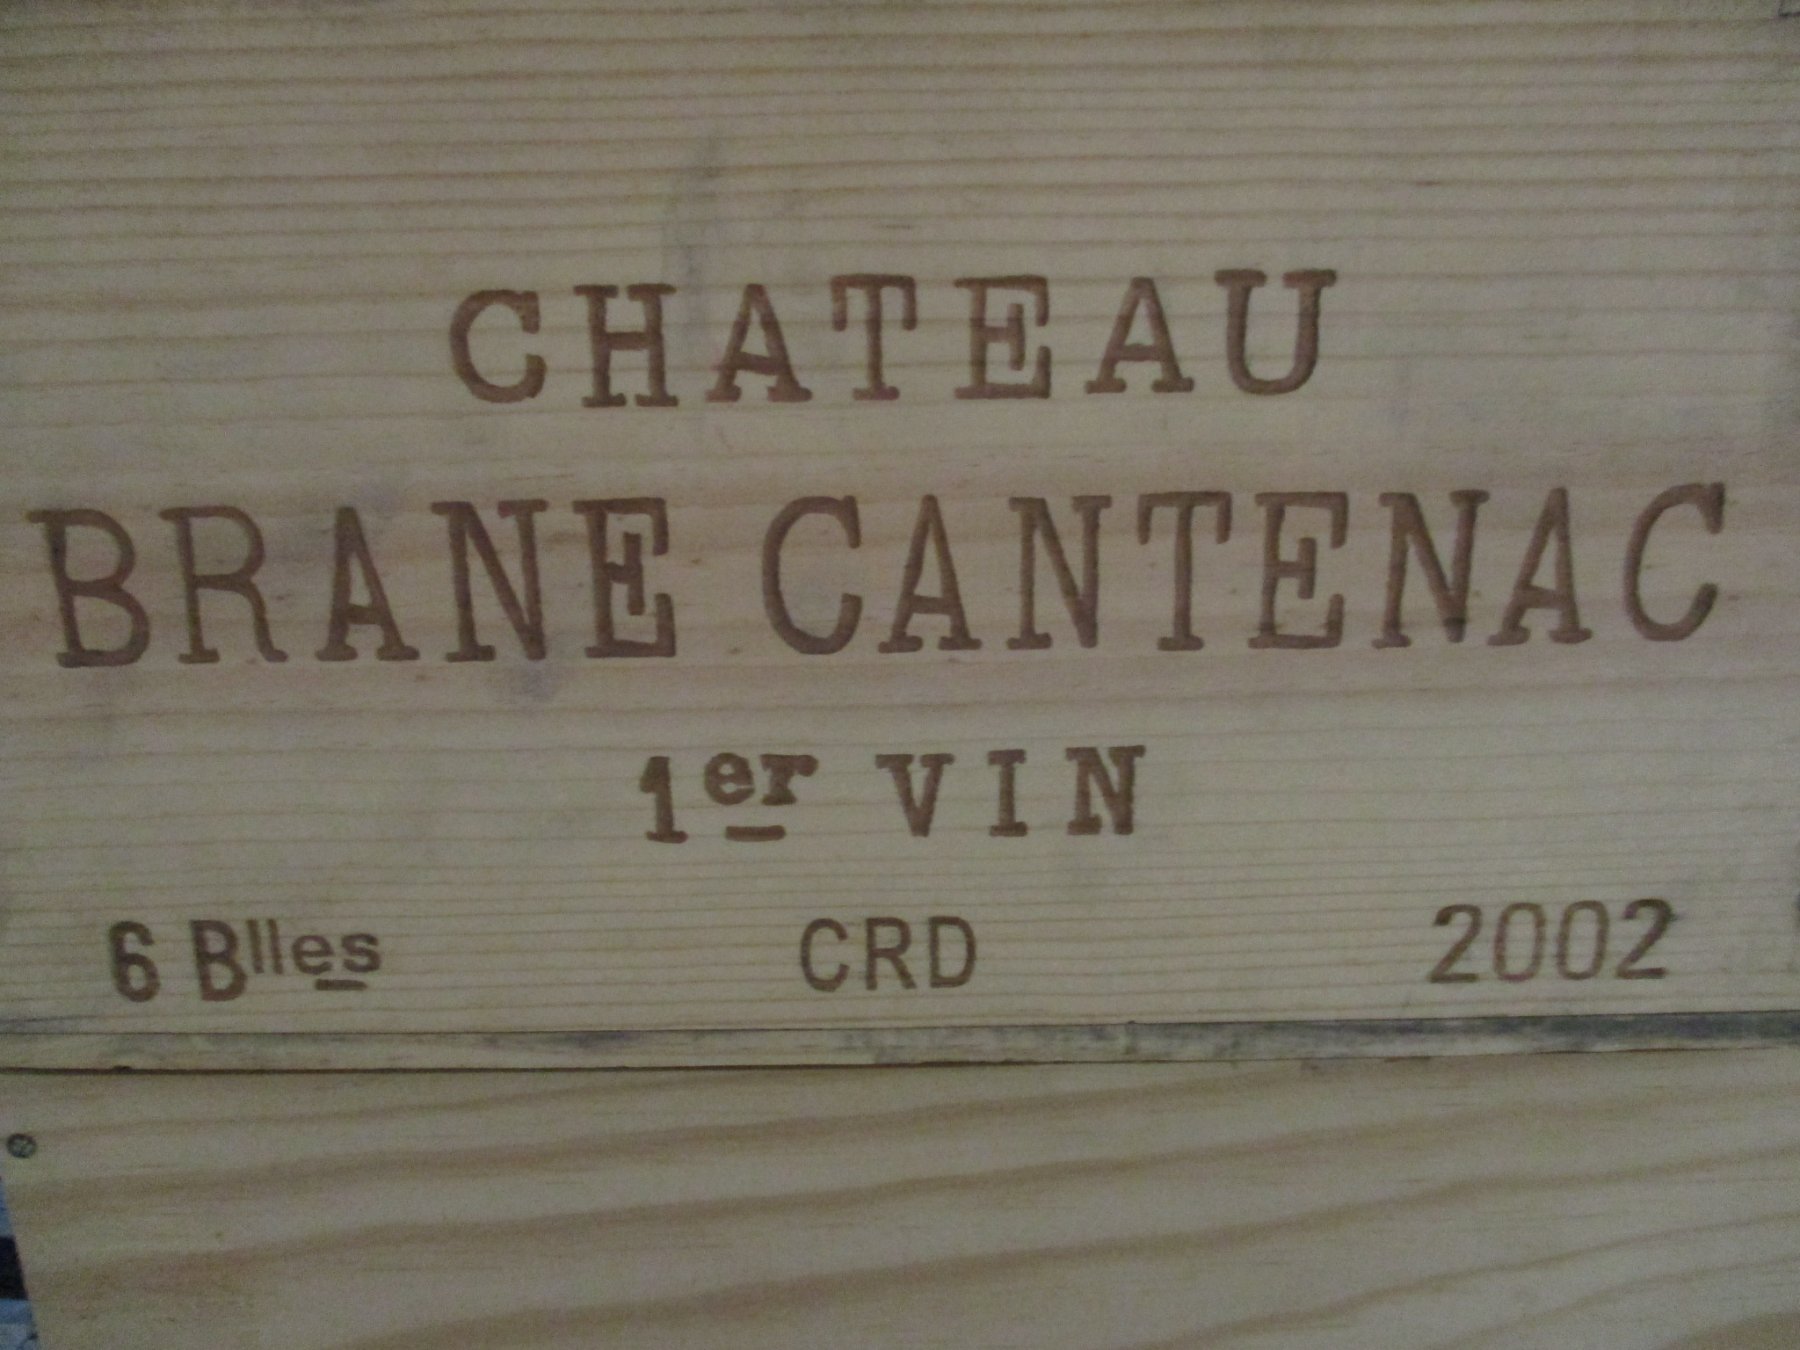 CHATEAU
BRANE CANTENAC
1er VIN
6 Blles CRD 2002